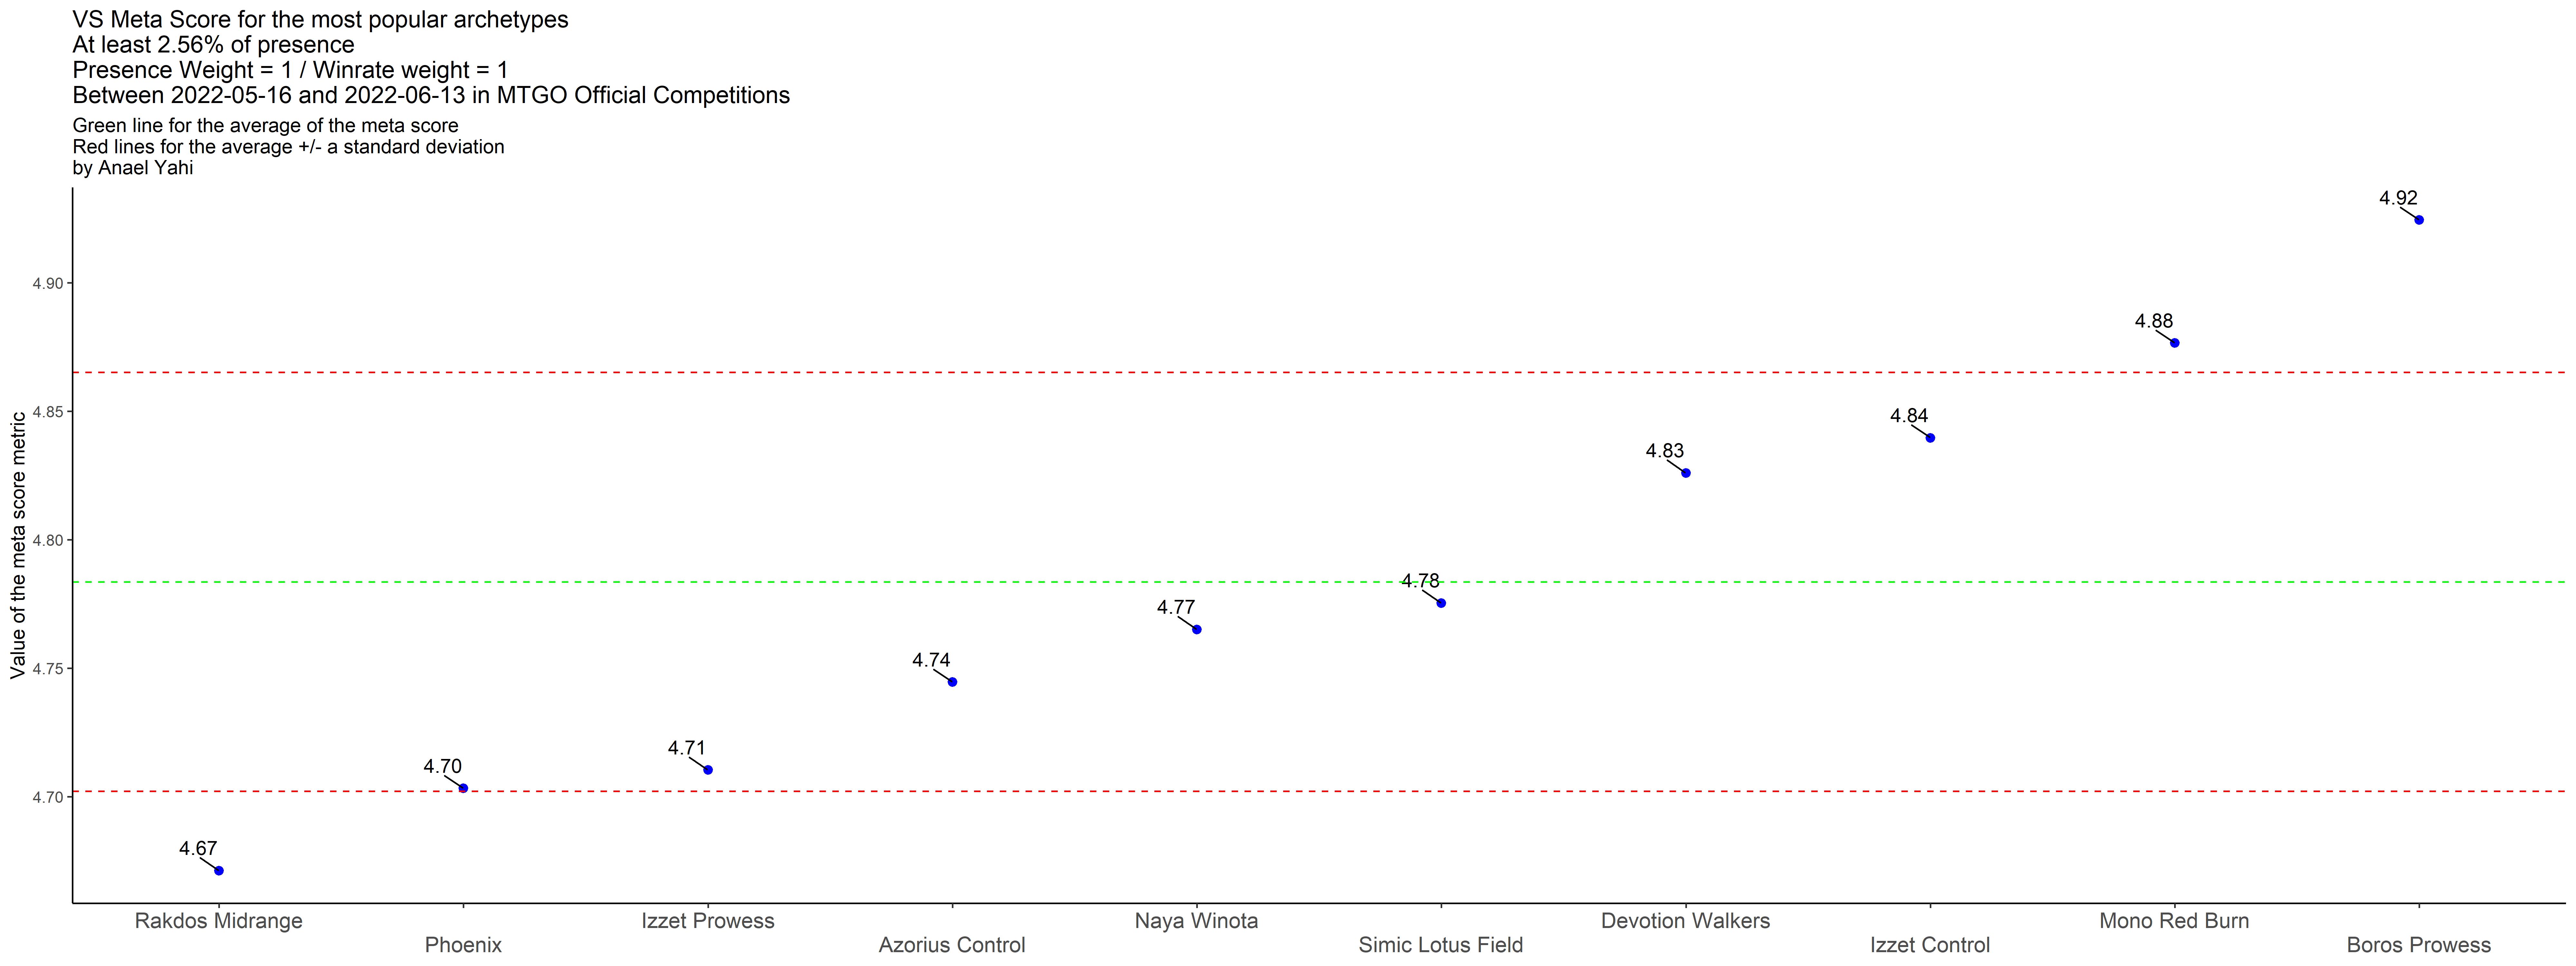 VS Meta Score for the most popular archetypes
At least 2.56% of presence
Presence Weight = 1 / Winrate weight = 1
Between 2022-05-16 and 2022-06-13 in MTGO Official Competitions
Green line for the average of the meta score
Red lines for the average +/- a standard deviation
by Anael Yahi
Value of the meta score metric
4.90
4.85
4.80
4.75
4.70
4.67
4.70
4.71
4.74
4.77
4.78
4.83
4.84
4.88
4.92
Rakdos Midrange
Phoenix
Izzet Prowess
Azorius Control
Naya Winota
Simic Lotus Field
Devotion Walkers
Izzet Control
Mono Red Burn
Boros Prowess